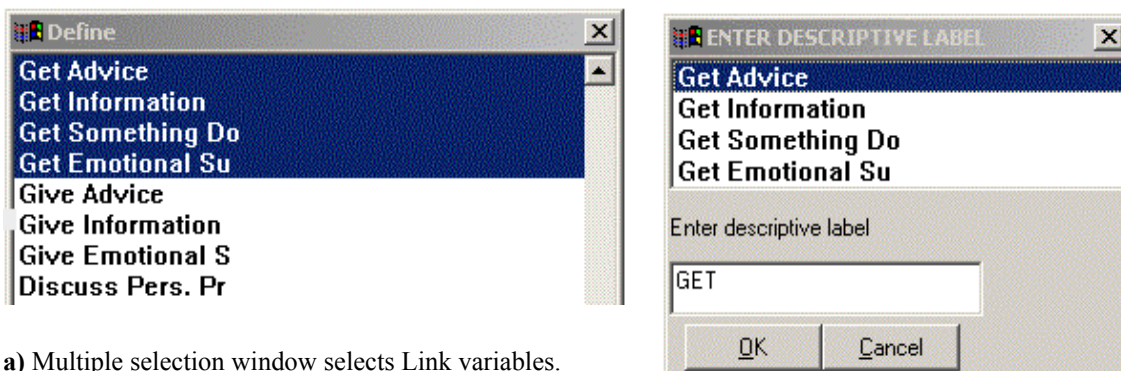 Define
Get Advice
Get Information
Get Something Do
Get Emotional Su
Give Advice
Give Information
Give Emotional S
Discuss Pers. Pr
a) Multiple selection window selects Link variables.
ENTER DESCRIPTIVE LABEL
Get Advice
Get Information
Get Something Do
Get Emotional Su
Enter descriptive label
GET
OK
Cancel